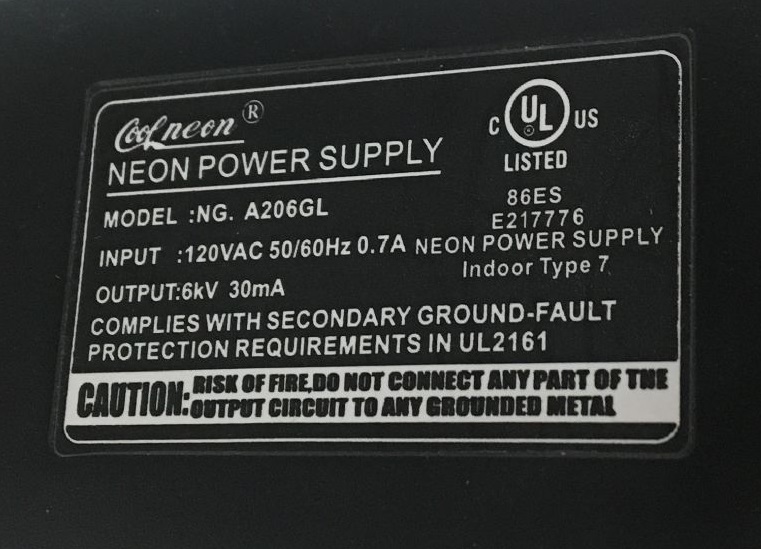 Coolneon ®
NEON POWER SUPPLY
MODEL :NG. A206GL
INPUT :120VAC 50/60Hz 0.7A
OUTPUT:6kV 30mA
C UL ® US
LISTED
86ES
E217776
NEON POWER SUPPLY
Indoor Type 7
COMPLIES WITH SECONDARY GROUND-FAULT
PROTECTION REQUIREMENTS IN UL2161
CAUTION: RISK OF FIRE,DO NOT CONNECT ANY PART OF THE
OUTPUT CIRCUIT TO ANY GROUNDED METAL